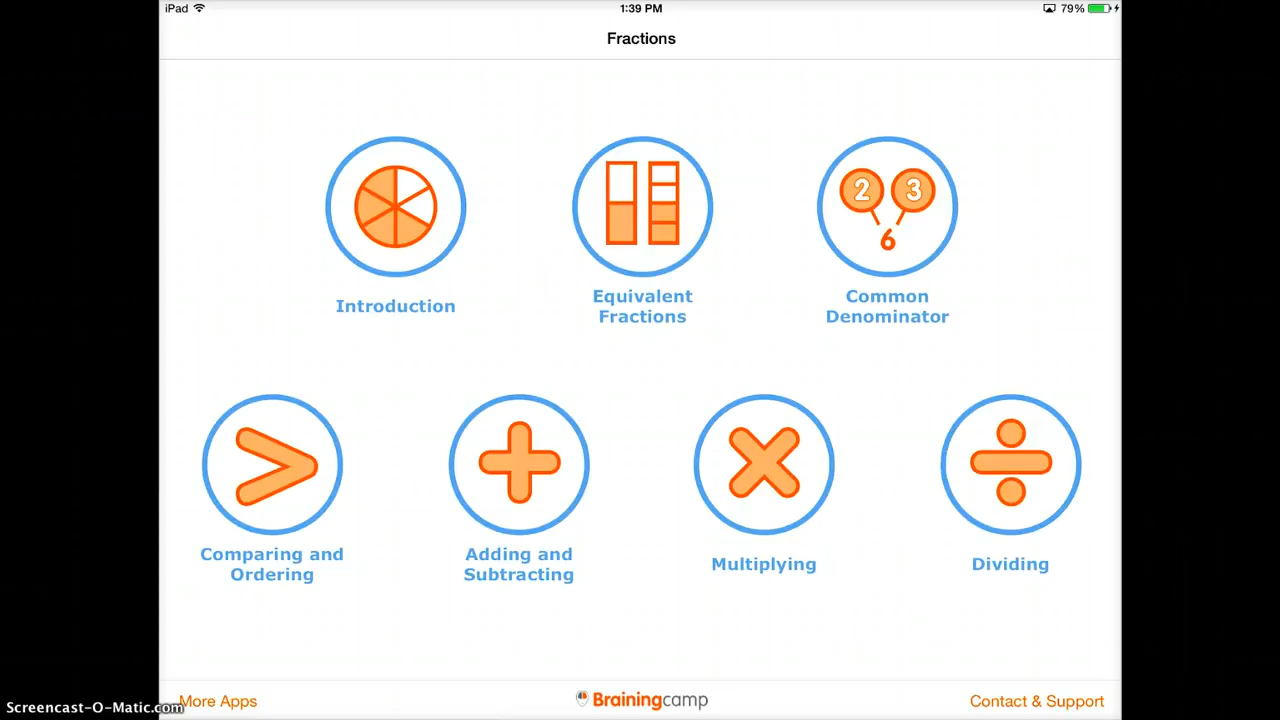 iPad
1:39 PM
79%
Fractions
2 3
6
Introduction
Equivalent
Fractions
Common
Denominator
Comparing and
Ordering
Adding and
Subtracting
Multiplying
Dividing
Screencast-O-Matic.com
More Apps
Brainingcamp
Contact & Support